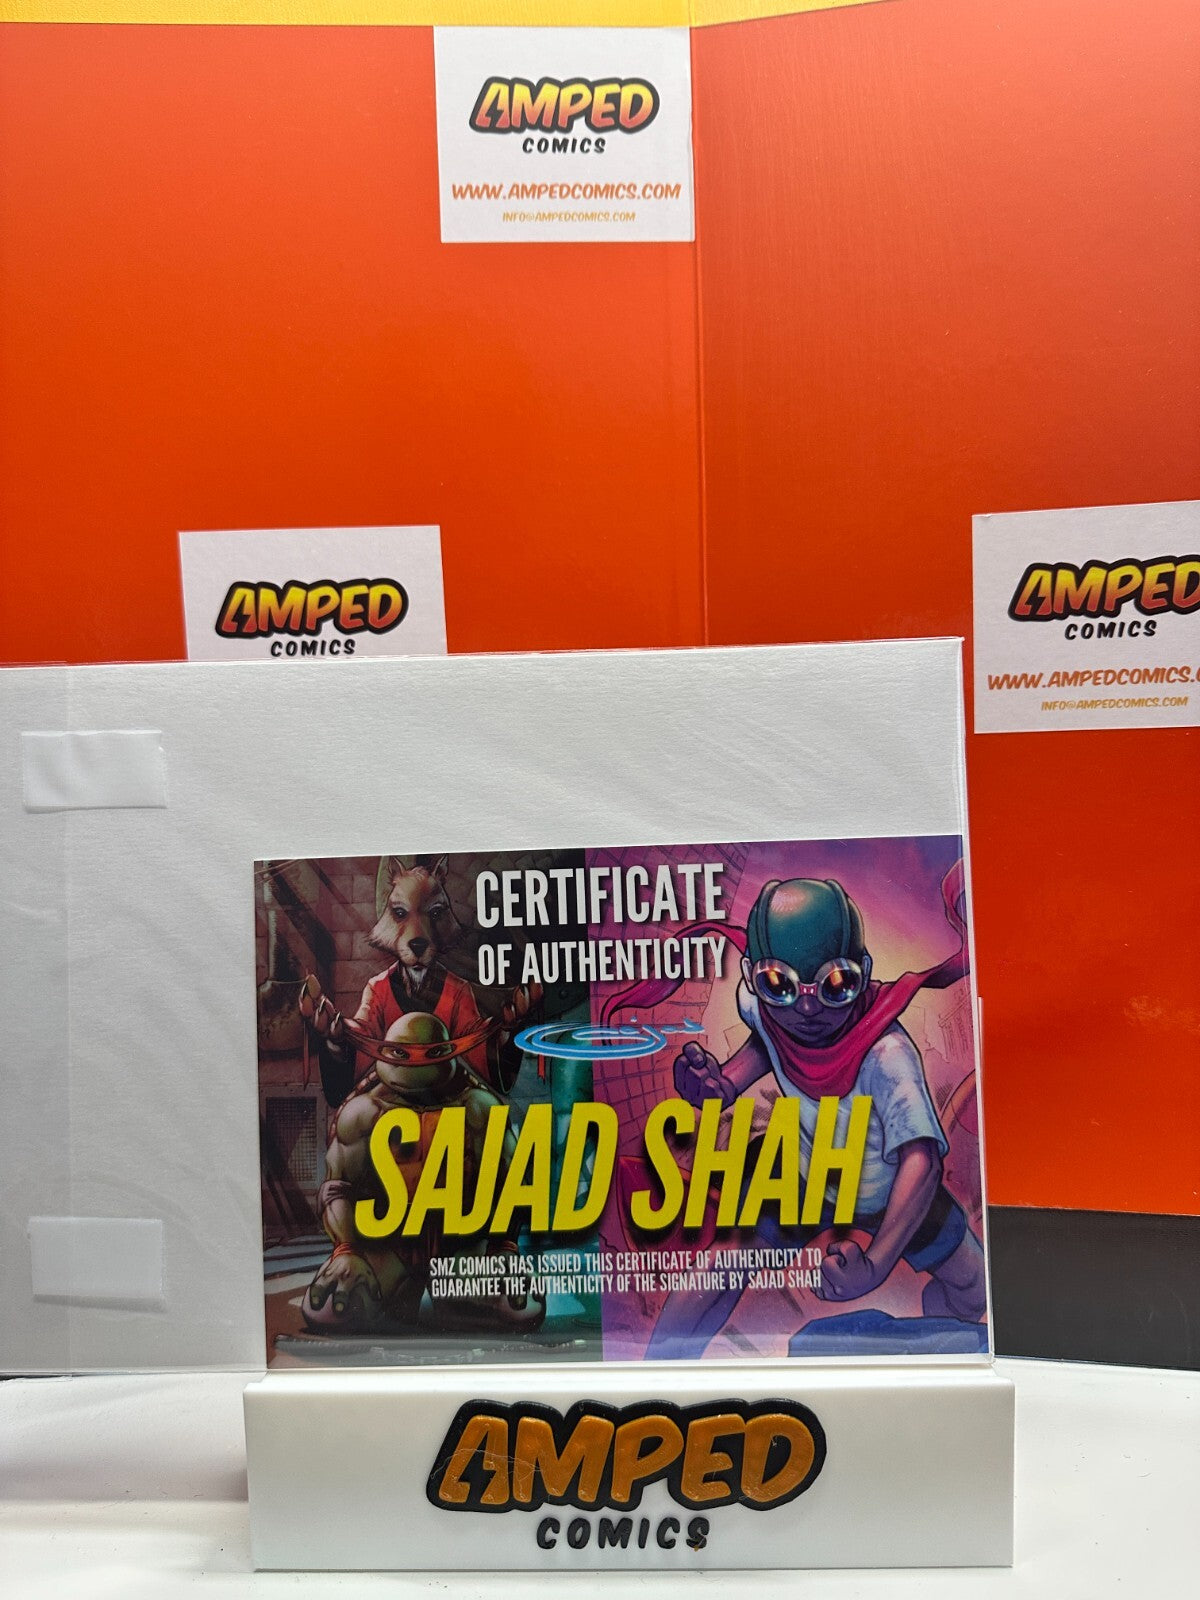 AMPED
COMICS
WWW.AMPEDCOMICS.COM
INFO@AMPEDCOMICS.COM
AMPED
COMICS
AMPED
COMICS
WWW.AMPEDCOMICS.
INFO@AMPEDCOMICS.COM
CERTIFICATE
OF AUTHENTICITY
SAJAD SHAH
SMZ COMICS HAS ISSUED THIS CERTIFICATE OF AUTHENTICITY TO
GUARANTEE THE AUTHENTICITY OF THE SIGNATURE BY SAJAD SHAH
AMPED
COMICS